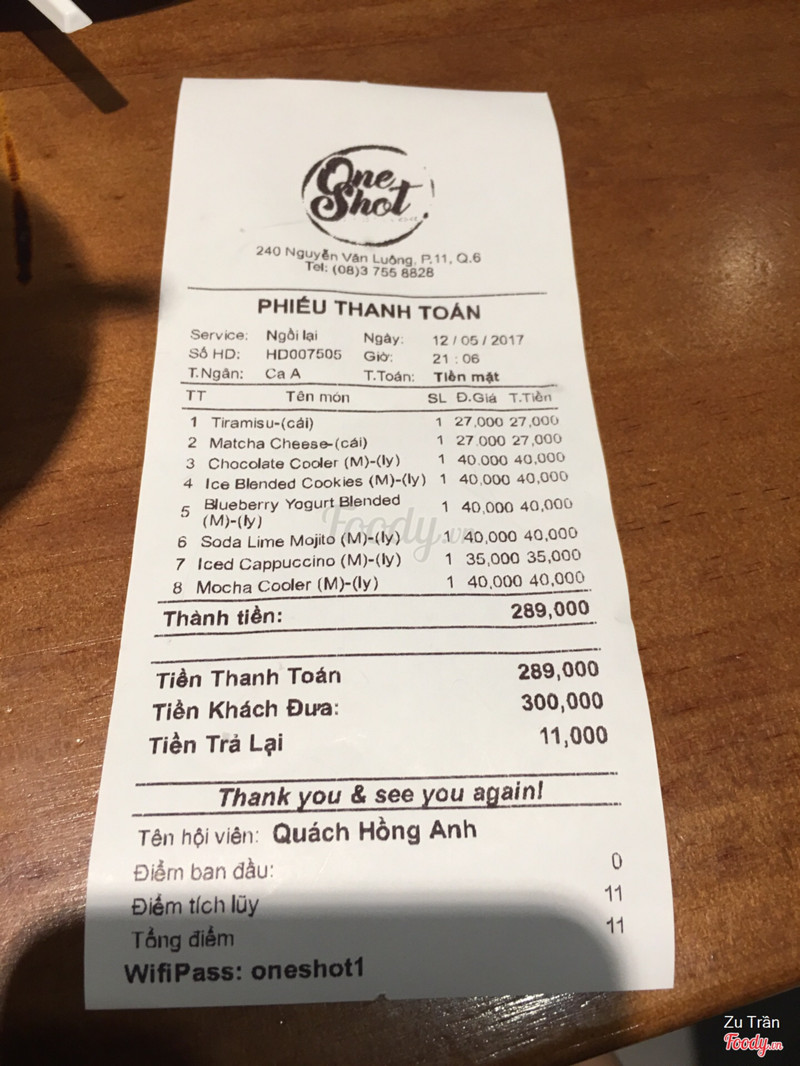 One
Shot
240 Nguyễn Văn Luông, P.11, Q.6
Tel: (08)3 755 8828
PHIẾU THANH TOÁN
Service: Ngồi lại Ngày: 12 / 05 / 2017
Số HD: HD007505 Giờ: 21 : 06
T.Ngân: Ca A T.Toán: Tiền mặt
TT Tên món SL Đ.Giá T.Tiền
1 Tiramisu-(cái) 1 27,000 27,000
2 Matcha Cheese-(cái) 1 27.000 27,000
3 Chocolate Cooler (M)-(ly) 1 40.000 40,000
4 Ice Blended Cookies (M)-(ly) 1 40,000 40,000
5 Blueberry Yogurt Blended
(M)-(ly) 1 40,000 40,000
6 Soda Lime Mojito (M)-(ly) 1 40,000 40,000
7 Iced Cappuccino (M)-(ly) 1 35,000 35,000
8 Mocha Cooler (M)-(ly) 1 40,000 40,000
Thành tiền: 289,000
Tiền Thanh Toán 289,000
Tiền Khách Đưa: 300,000
Tiền Trả Lại 11,000
Thank you & see you again!
Tên hội viên: Quách Hồng Anh
Điểm ban đầu: 0
Điểm tích lũy 11
Tổng điểm 11
WifiPass: oneshot1
Foody.vn
Zu Trần
Foody.vn